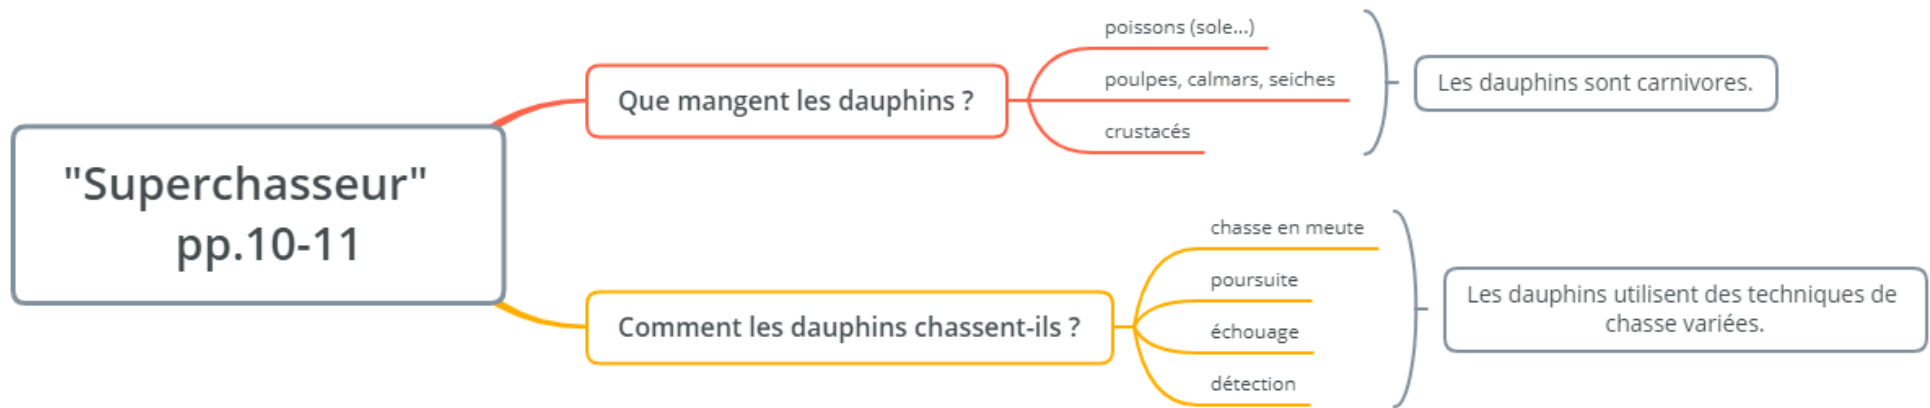 "Superchasseur"
pp.10-11
Que mangent les dauphins ?
poissons (sole...)
poulpes, calmars, seiches
crustacés
Les dauphins sont carnivores.
Comment les dauphins chassent-ils ?
chasse en meute
poursuite
échouage
détection
Les dauphins utilisent des techniques de
chasse variées.